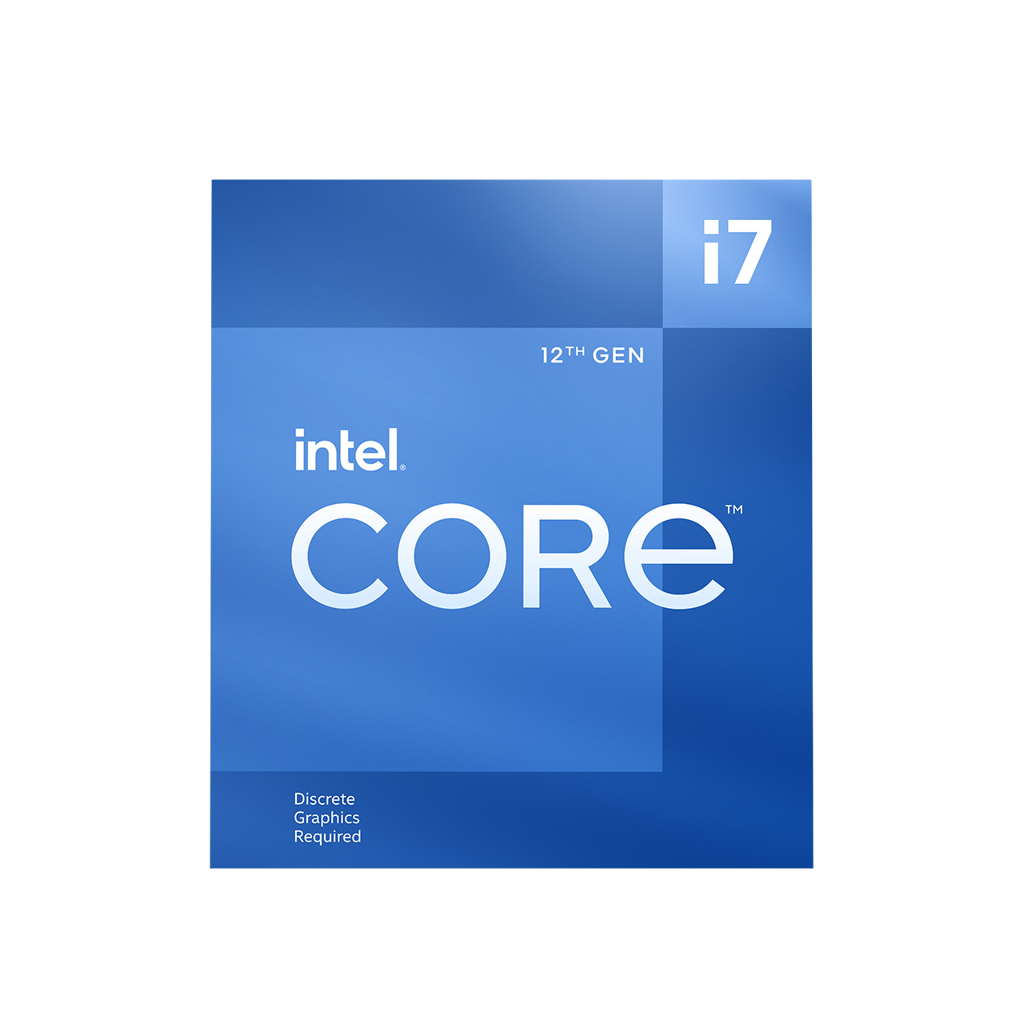 i7
12TH GEN
intel®
CORE™
Discrete
Graphics
Required